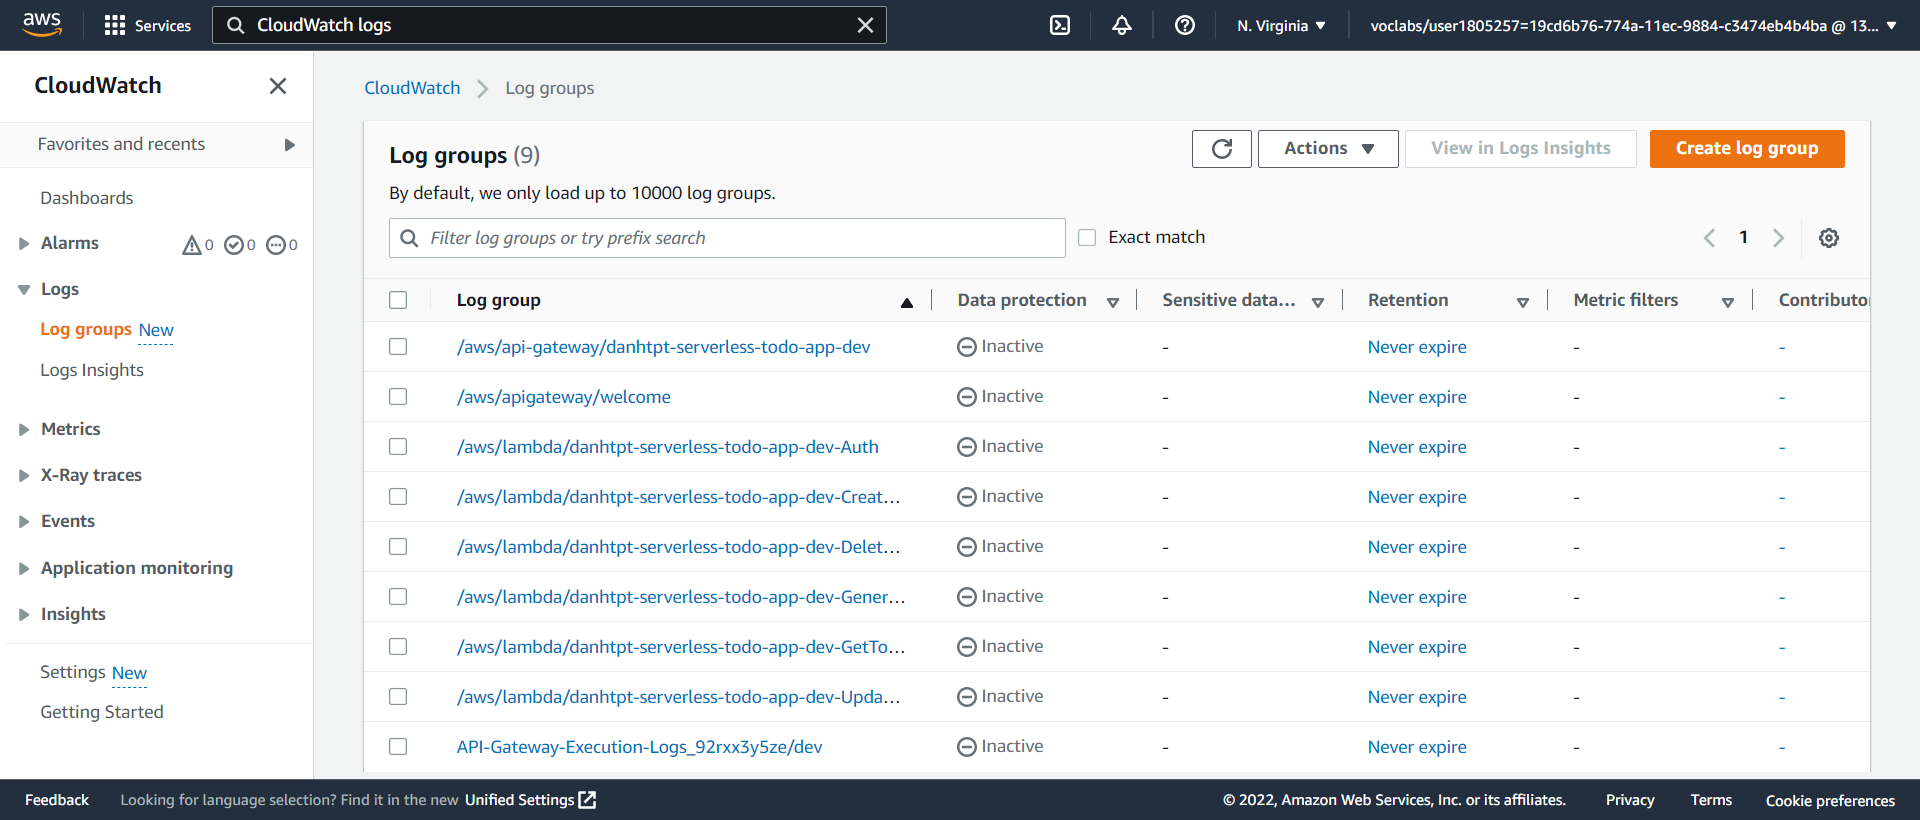 aws
Services
CloudWatch logs
N. Virginia
voclabs/user1805257=19cd6b76-774a-11ec-9884-c3474eb4b4ba @ 13...
CloudWatch
Favorites and recents
Dashboards
Alarms 0 0 0
Logs
Log groups New
Logs Insights
Metrics
X-Ray traces
Events
Application monitoring
Insights
Settings New
Getting Started
CloudWatch Log groups
Log groups (9)
Actions
View in Logs Insights
Create log group
By default, we only load up to 10000 log groups.
Filter log groups or try prefix search
Exact match
1
Log group Data protection Sensitive data... Retention Metric filters Contributo
/aws/api-gateway/danhtpt-serverless-todo-app-dev Inactive - Never expire - -
/aws/apigateway/welcome Inactive - Never expire - -
/aws/lambda/danhtpt-serverless-todo-app-dev-Auth Inactive - Never expire - -
/aws/lambda/danhtpt-serverless-todo-app-dev-Creat... Inactive - Never expire - -
/aws/lambda/danhtpt-serverless-todo-app-dev-Delet... Inactive - Never expire - -
/aws/lambda/danhtpt-serverless-todo-app-dev-Gener... Inactive - Never expire - -
/aws/lambda/danhtpt-serverless-todo-app-dev-GetTo... Inactive - Never expire - -
/aws/lambda/danhtpt-serverless-todo-app-dev-Upda... Inactive - Never expire - -
API-Gateway-Execution-Logs_92rxx3y5ze/dev Inactive - Never expire - -
Feedback
Looking for language selection? Find it in the new Unified Settings
© 2022, Amazon Web Services, Inc. or its affiliates.
Privacy
Terms
Cookie preferences